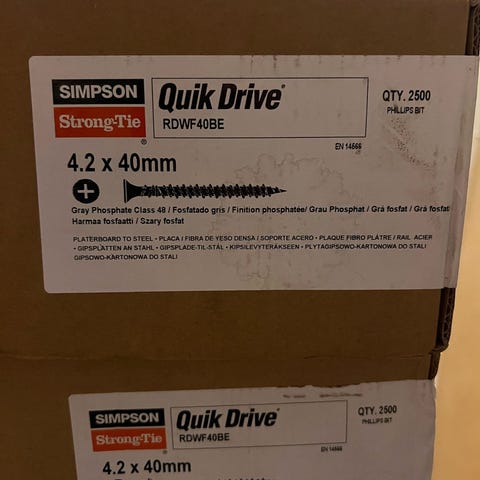 SIMPSON
Strong-Tie
®
Quik Drive®
RDWF40BE
QTY. 2500
PHILLIPS BIT
EN 14566
4.2 x 40mm
Gray Phosphate Class 48 / Fosfatado gris / Finition phosphatée/ Grau Phosphat / Grå fosfat / Grå fosfat/
Harmaa fosfaatti / Szary fosfat
PLATERBOARD TO STEEL • PLACA / FIBRA DE YESO DENSA / SOPORTE ACERO • PLAQUE FIBRO PLÂTRE / RAIL ACIER
• GIPSPLATTEN AN STAHL • GIPSPLADE-TIL-STÅL • KIPSILEVYTERÄKSEEN • PLYTAGIPSOWO-KARTONOWA DO STALI
GIPSOWO-KARTONOWA DO STALI
SIMPSON
Strong-Tie
®
Quik Drive®
RDWF40BE
QTY. 2500
PHILLIPS BIT
EN 14566
4.2 x 40mm